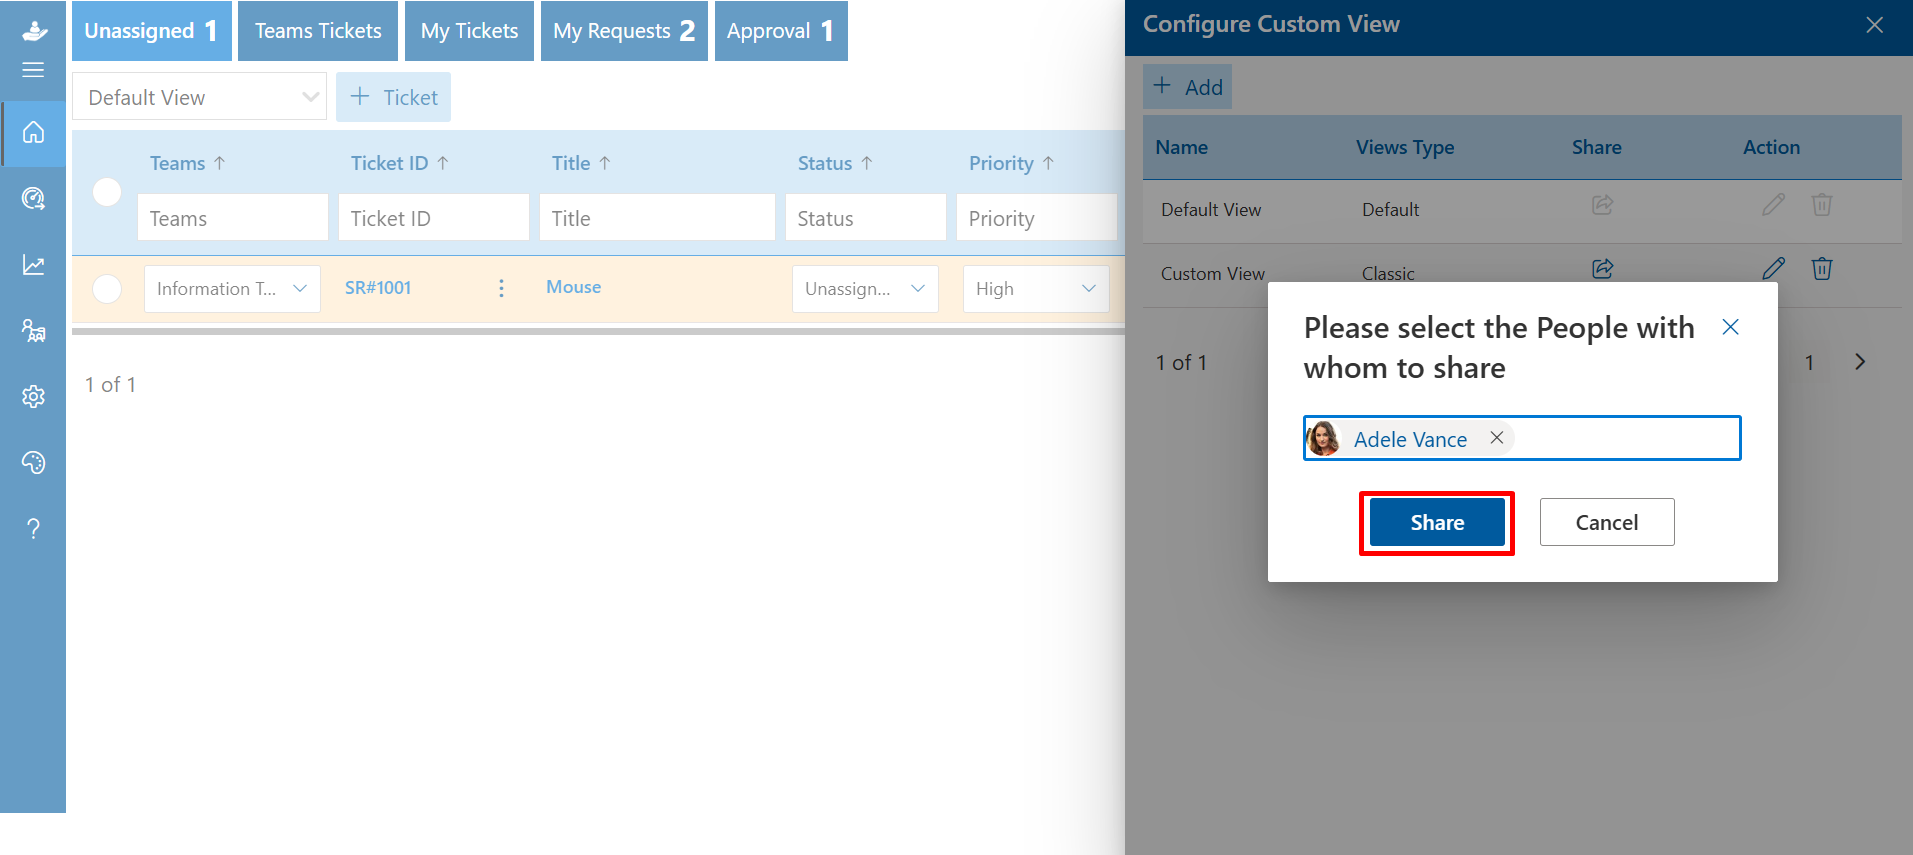 Unassigned 1
Teams Tickets
My Tickets
My Requests 2
Approval 1
Default View
+ Ticket
Teams ↑
Ticket ID ↑
Title ↑
Status ↑
Priority ↑
Teams
Ticket ID
Title
Status
Priority
Information T...
SR#1001
Mouse
Unassign...
High
1 of 1
Configure Custom View
+ Add
Name
Views Type
Share
Action
Default View
Default
Custom View
Classic
1 of 1
1
Please select the People with
whom to share
Adele Vance
Share
Cancel